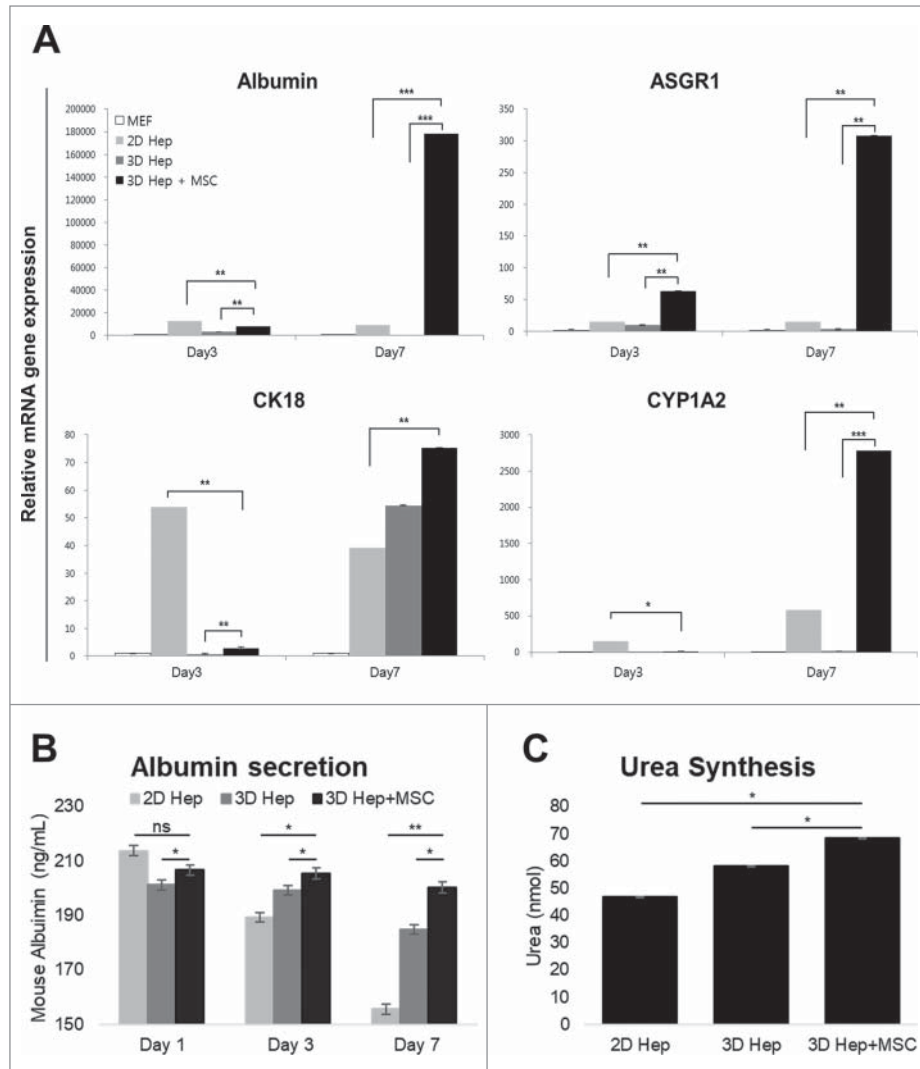 A
Relative mRNA gene expression
Albumin
200000
180000
160000
140000
120000
100000
80000
60000
40000
20000
0
MEF
2D Hep
3D Hep
3D Hep + MSC
**
**
***
***
Day3
Day7
ASGR1
350
300
250
200
150
100
50
0
**
**
**
**
Day3
Day7
CK18
80
70
60
50
40
30
20
10
0
**
**
**
Day3
Day7
CYP1A2
3000
2500
2000
1500
1000
500
0
*
**
***
Day3
Day7
B
Albumin secretion
2D Hep
3D Hep
3D Hep+MSC
Mouse Albuimin (ng/mL)
230
210
190
170
150
ns
*
*
*
**
*
Day 1
Day 3
Day 7
C
Urea Synthesis
Urea (nmol)
80
70
60
50
40
30
20
10
0
*
*
2D Hep
3D Hep
3D Hep+MSC